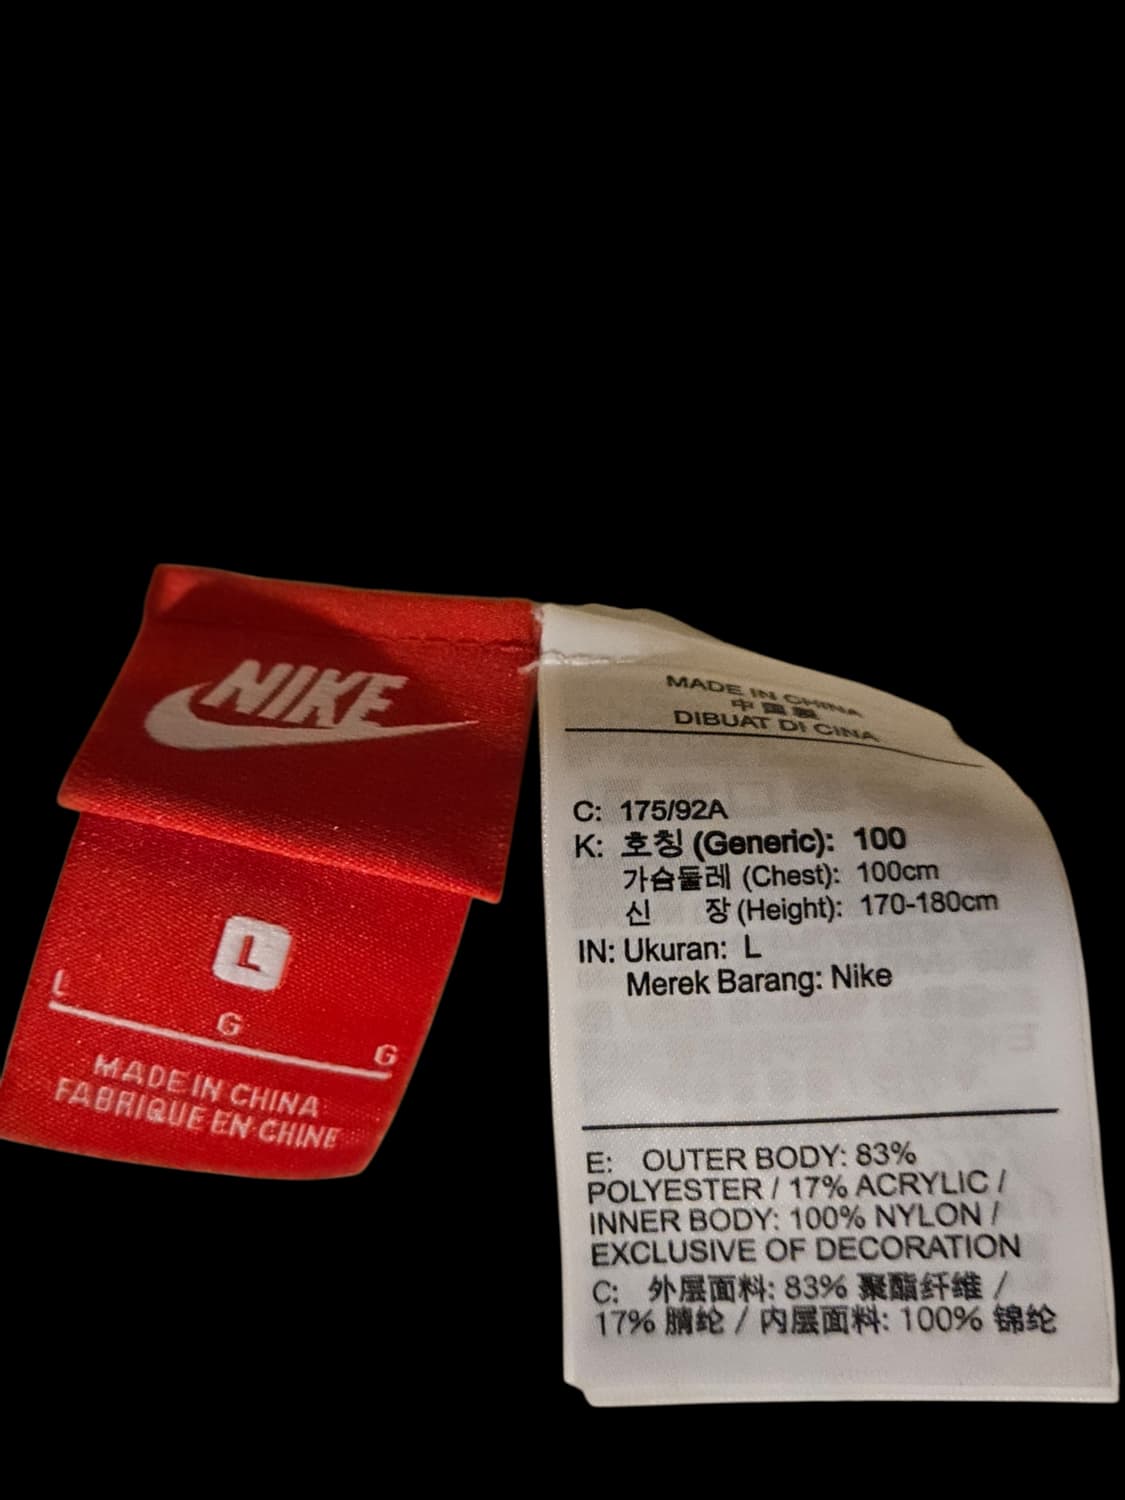 NIKE
L
L
G
G
MADE IN CHINA
FABRIQUE EN CHINE
MADE IN CHINA
中國製
DIBUAT DI CINA
C: 175/92A
K: 호칭 (Generic): 100
가슴둘레 (Chest): 100cm
신 장 (Height): 170-180cm
IN: Ukuran: L
Merek Barang: Nike
E: OUTER BODY: 83%
POLYESTER / 17% ACRYLIC /
INNER BODY: 100% NYLON /
EXCLUSIVE OF DECORATION
C: 外层面料: 83% 聚酯纤维 /
17% 腈纶 / 内层面料: 100% 锦纶